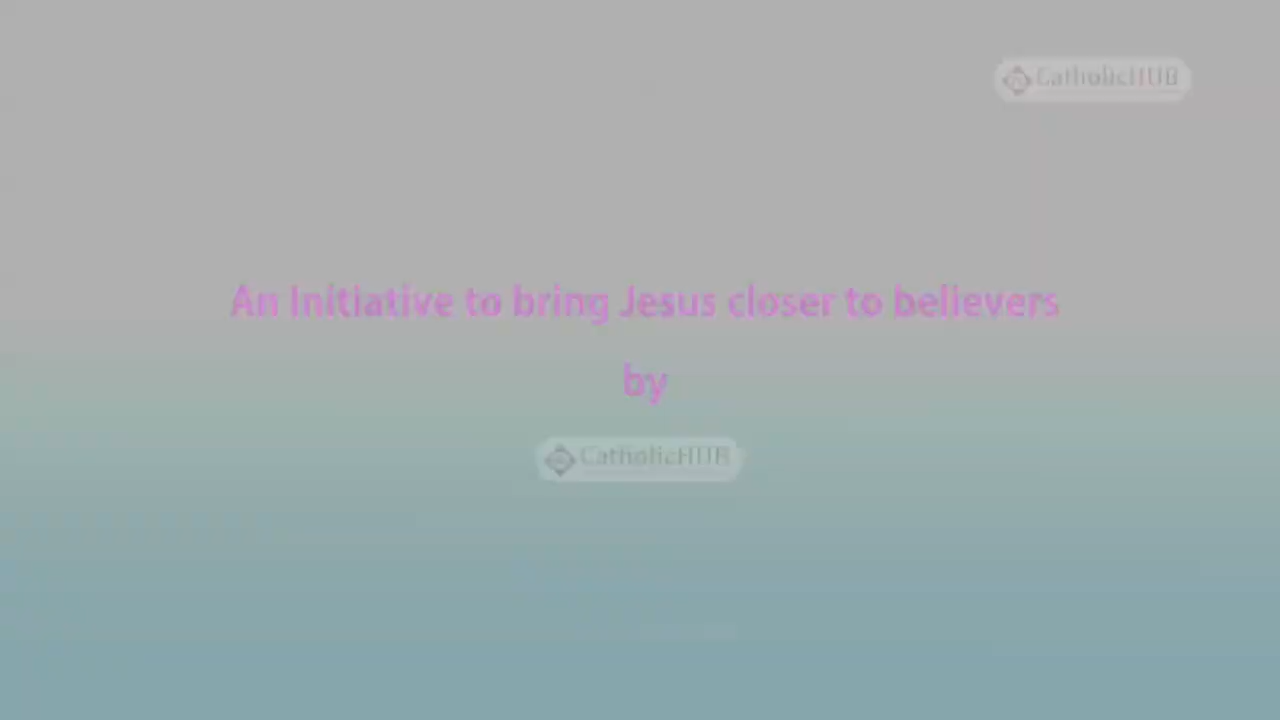 CatholicHUB
An Initiative to bring Jesus closer to believers
by
CatholicHUB